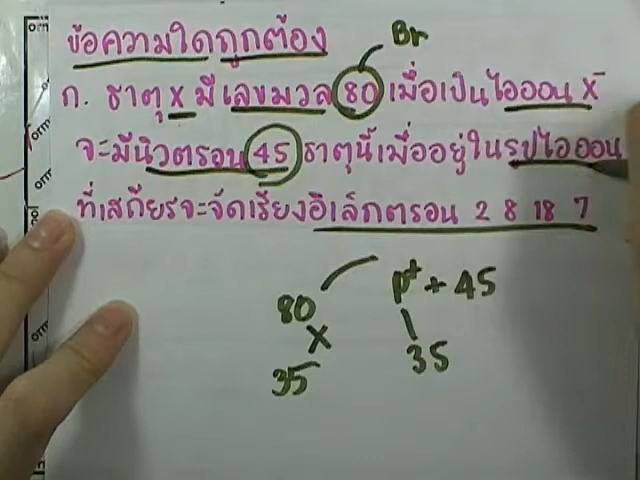 Br
ข้อความใดถูกต้อง
ก. ธาตุ X มีเลขมวล 80 เมื่อเป็นไอออน X⁻
จะมีนิวตรอน 45 ธาตุนี้เมื่ออยู่ในรูปไอออน
ที่เสถียรจะจัดเรียงอิเล็กตรอน 2 8 18 7
80 p⁺ + 45
X
35 35